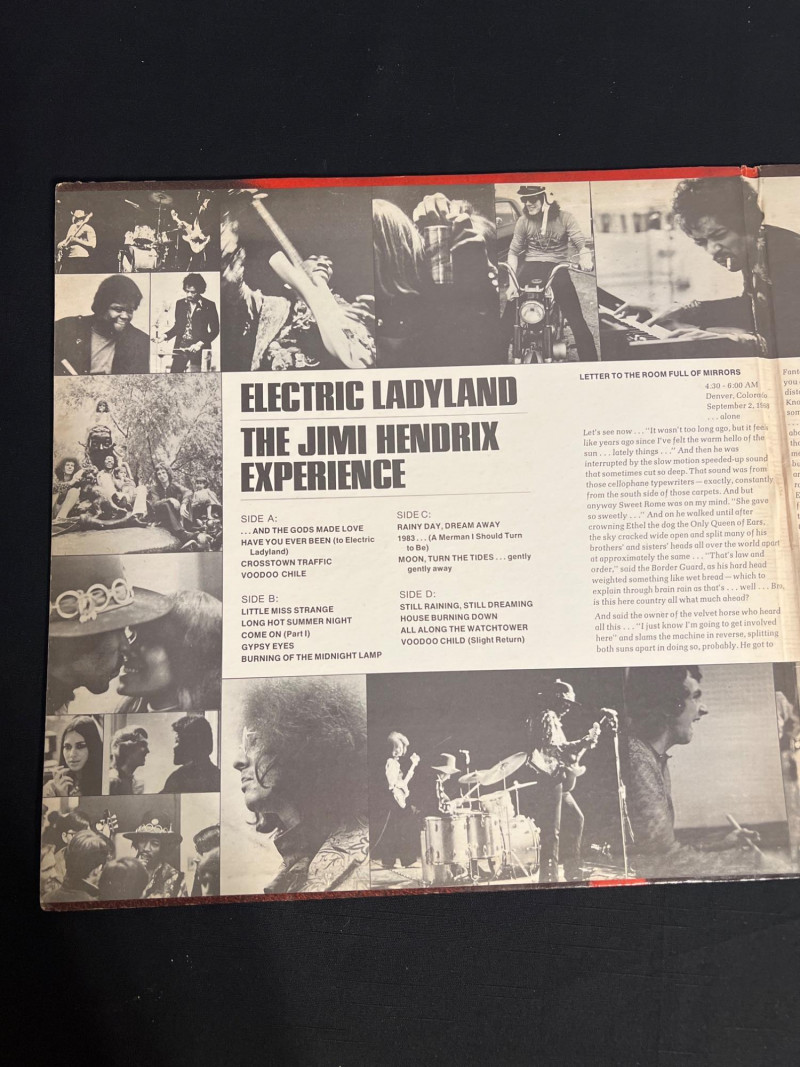 ELECTRIC LADYLAND
THE JIMI HENDRIX
EXPERIENCE
SIDE A:
. . . AND THE GODS MADE LOVE
HAVE YOU EVER BEEN (to Electric
Ladyland)
CROSSTOWN TRAFFIC
VOODOO CHILE
SIDE B:
LITTLE MISS STRANGE
LONG HOT SUMMER NIGHT
COME ON (Part I)
GYPSY EYES
BURNING OF THE MIDNIGHT LAMP
SIDE C:
RAINY DAY, DREAM AWAY
1983 . . . (A Merman I Should Turn
to Be)
MOON, TURN THE TIDES . . . gently
gently away
SIDE D:
STILL RAINING, STILL DREAMING
HOUSE BURNING DOWN
ALL ALONG THE WATCHTOWER
VOODOO CHILD (Slight Return)
LETTER TO THE ROOM FULL OF MIRRORS
4:30 - 6:00 AM
Denver, Colorado
September 2, 1968
. . . alone
Let's see now . . . "It wasn't too long ago, but it feels
like years ago since I've felt the warm hello of the
sun . . . lately things . . ." And then he was
interrupted by the slow motion speeded-up sound
that sometimes cut so deep. That sound was from
those cellophane typewriters — exactly, constantly
from the south side of those carpets. And but
anyway Sweet Rome was on my mind. "She gave
so sweetly . . ." And on he walked until after
crowning Ethel the dog the Only Queen of Ears,
the sky cracked wide open and split many of his
brothers' and sisters' heads all over the world apart
at approximately the same . . . "That's law and
order," said the Border Guard, as his hard head
weighted something like wet bread — which to
explain through brain rain as that's . . . well . . . Bro,
is this here country all what much ahead?
And said the owner of the velvet horse who heard
all this . . . "I just know I'm going to get involved
here" and slams the machine in reverse, splitting
both suns apart in doing so, probably. He got to